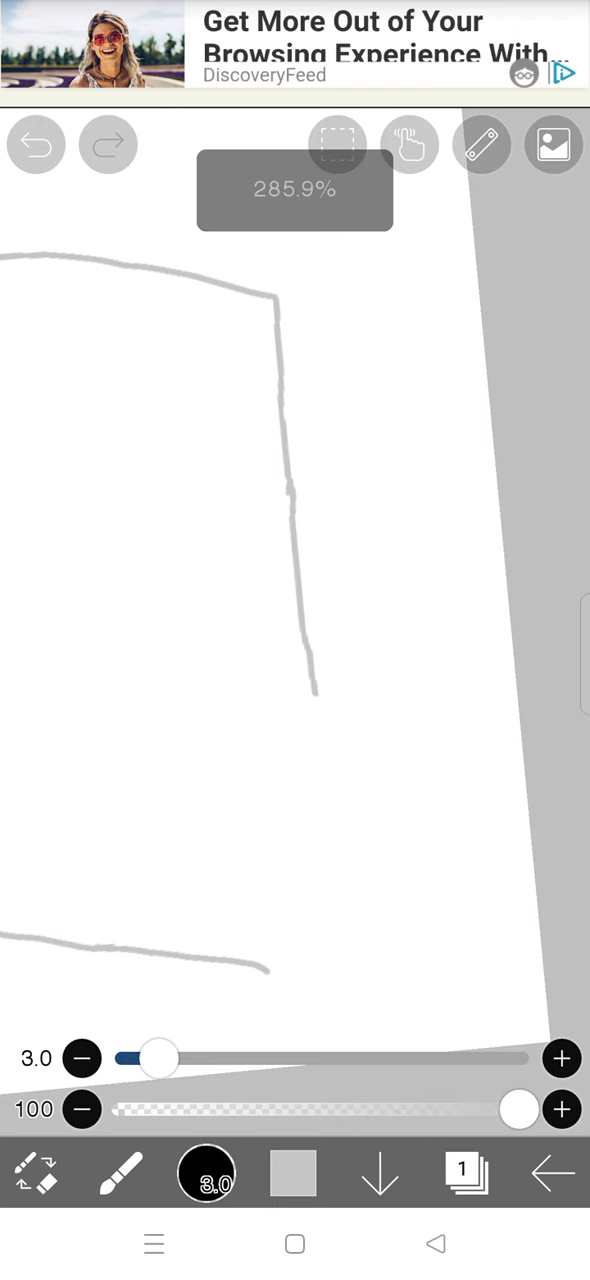 Get More Out of Your
Browsing Experience With...
DiscoveryFeed
285.9%
3.0
100
3.0
1